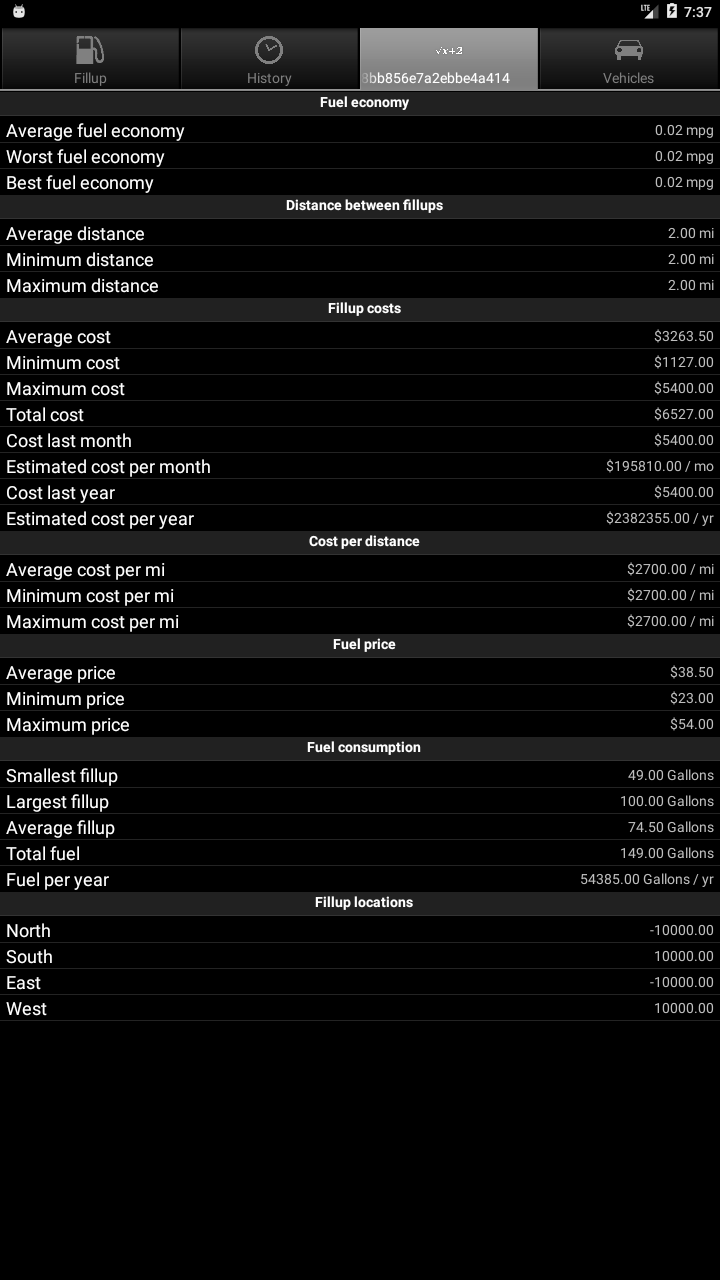 LTE 7:37
Fillup History bb856e7a2ebbe4a414 Vehicles
√x+2
Fuel economy
Average fuel economy 0.02 mpg
Worst fuel economy 0.02 mpg
Best fuel economy 0.02 mpg
Distance between fillups
Average distance 2.00 mi
Minimum distance 2.00 mi
Maximum distance 2.00 mi
Fillup costs
Average cost $3263.50
Minimum cost $1127.00
Maximum cost $5400.00
Total cost $6527.00
Cost last month $5400.00
Estimated cost per month $195810.00 / mo
Cost last year $5400.00
Estimated cost per year $2382355.00 / yr
Cost per distance
Average cost per mi $2700.00 / mi
Minimum cost per mi $2700.00 / mi
Maximum cost per mi $2700.00 / mi
Fuel price
Average price $38.50
Minimum price $23.00
Maximum price $54.00
Fuel consumption
Smallest fillup 49.00 Gallons
Largest fillup 100.00 Gallons
Average fillup 74.50 Gallons
Total fuel 149.00 Gallons
Fuel per year 54385.00 Gallons / yr
Fillup locations
North -10000.00
South 10000.00
East -10000.00
West 10000.00